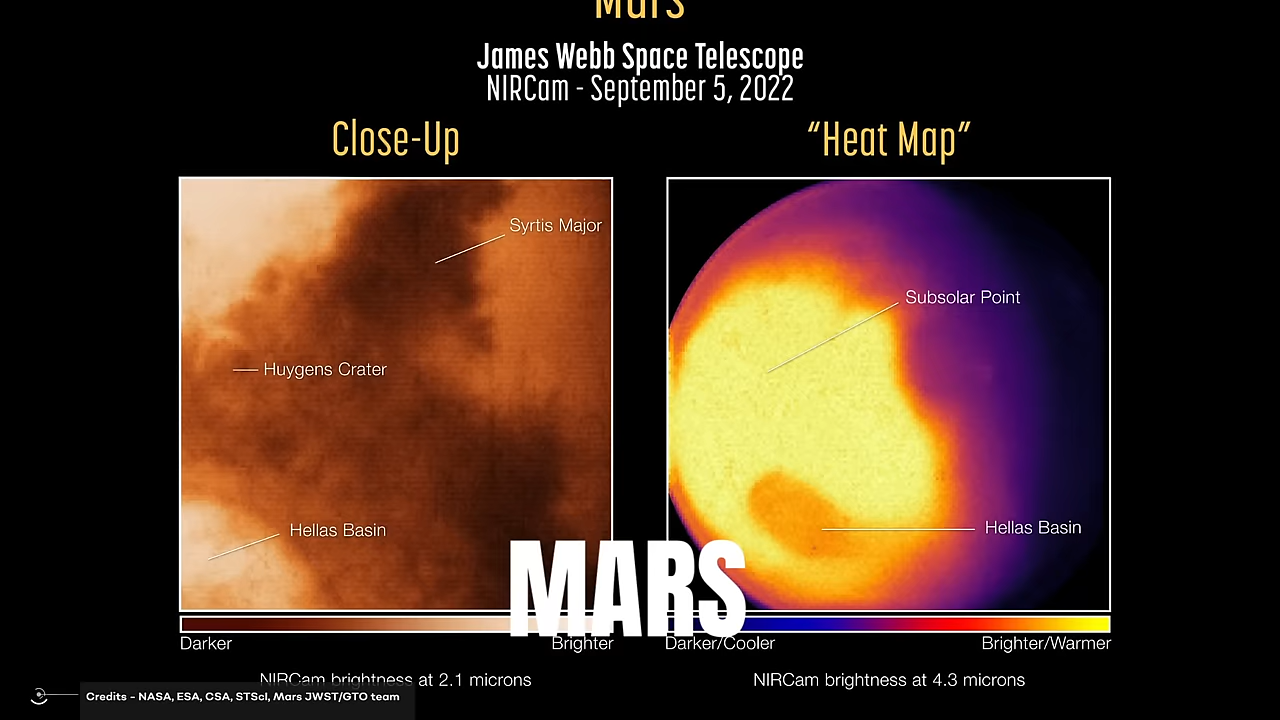 Mars
James Webb Space Telescope
NIRCam - September 5, 2022
Close-Up
“Heat Map”
Syrtis Major
Huygens Crater
Hellas Basin
Subsolar Point
Hellas Basin
MARS
Darker
Brighter
Darker/Cooler
Brighter/Warmer
NIRCam brightness at 2.1 microns
NIRCam brightness at 4.3 microns
Credits - NASA, ESA, CSA, STScI, Mars JWST/GTO team